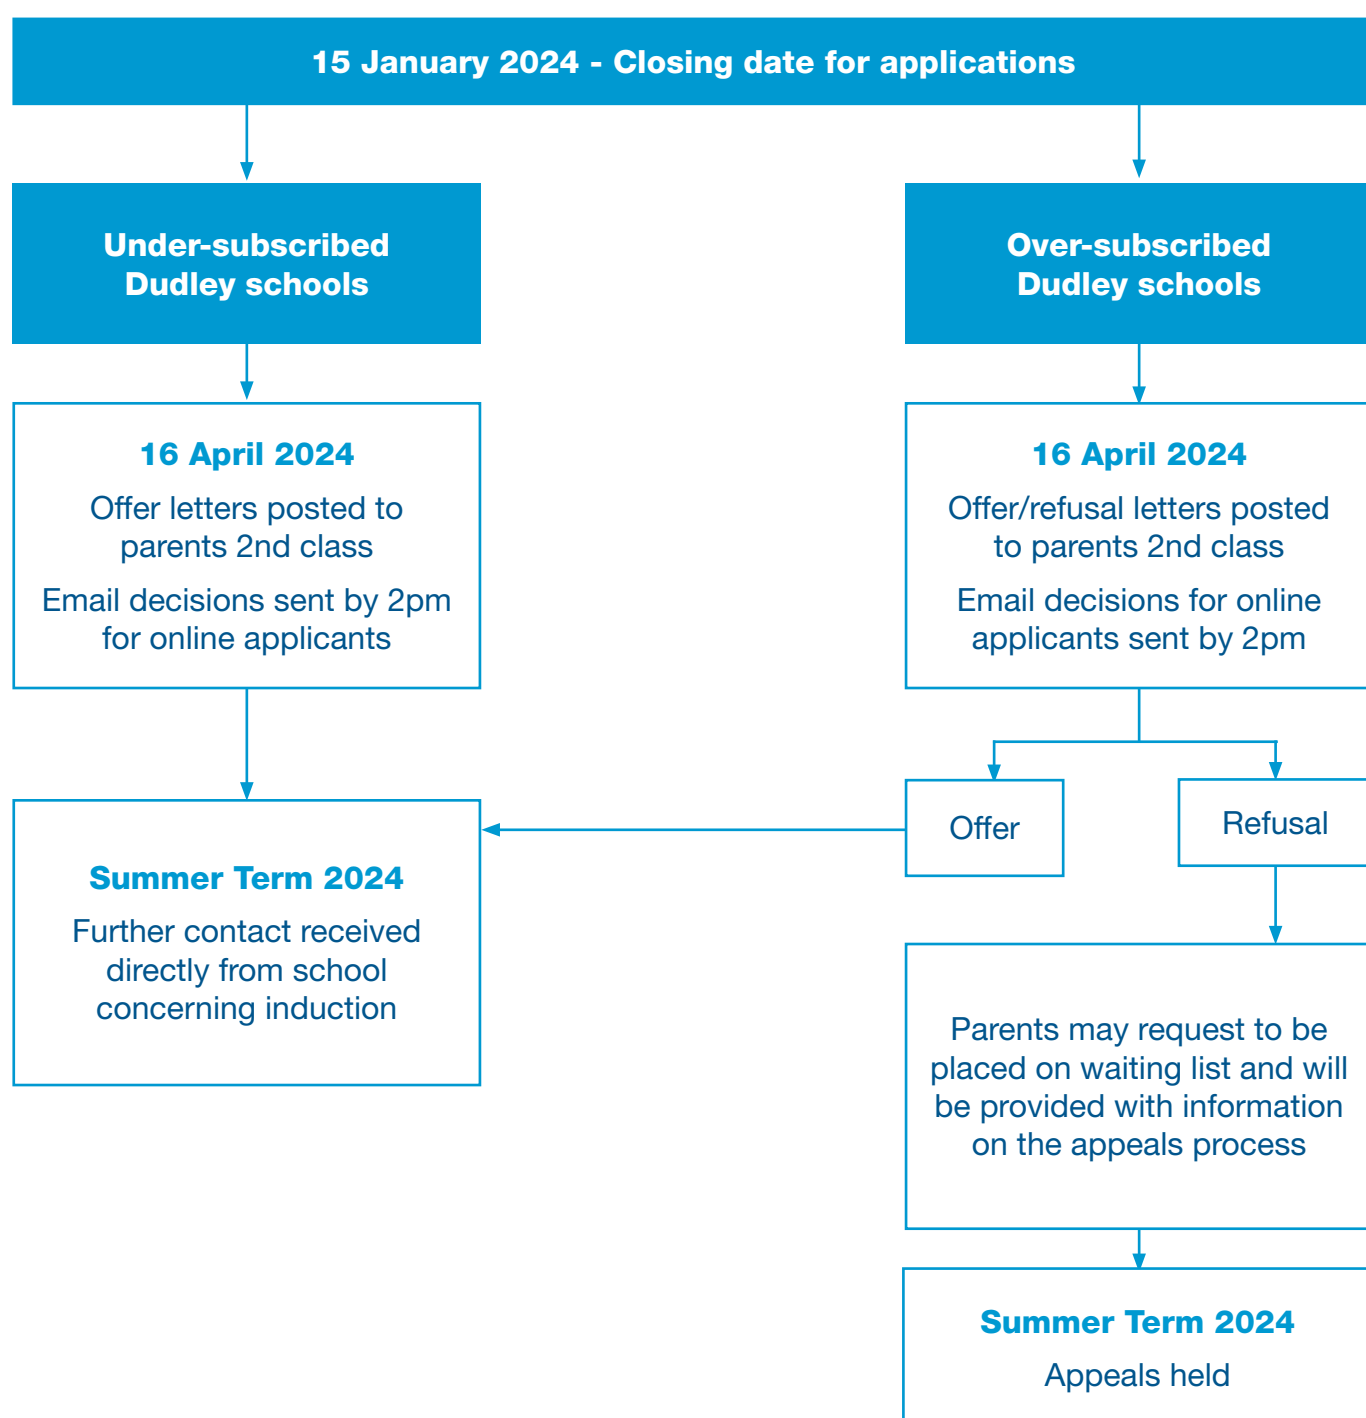 15 January 2024 - Closing date for applications
Under-subscribed
Dudley schools
Over-subscribed
Dudley schools
16 April 2024
Offer letters posted to
parents 2nd class
Email decisions sent by 2pm
for online applicants
16 April 2024
Offer/refusal letters posted
to parents 2nd class
Email decisions for online
applicants sent by 2pm
Offer
Refusal
Summer Term 2024
Further contact received
directly from school
concerning induction
Parents may request to be
placed on waiting list and will
be provided with information
on the appeals process
Summer Term 2024
Appeals held